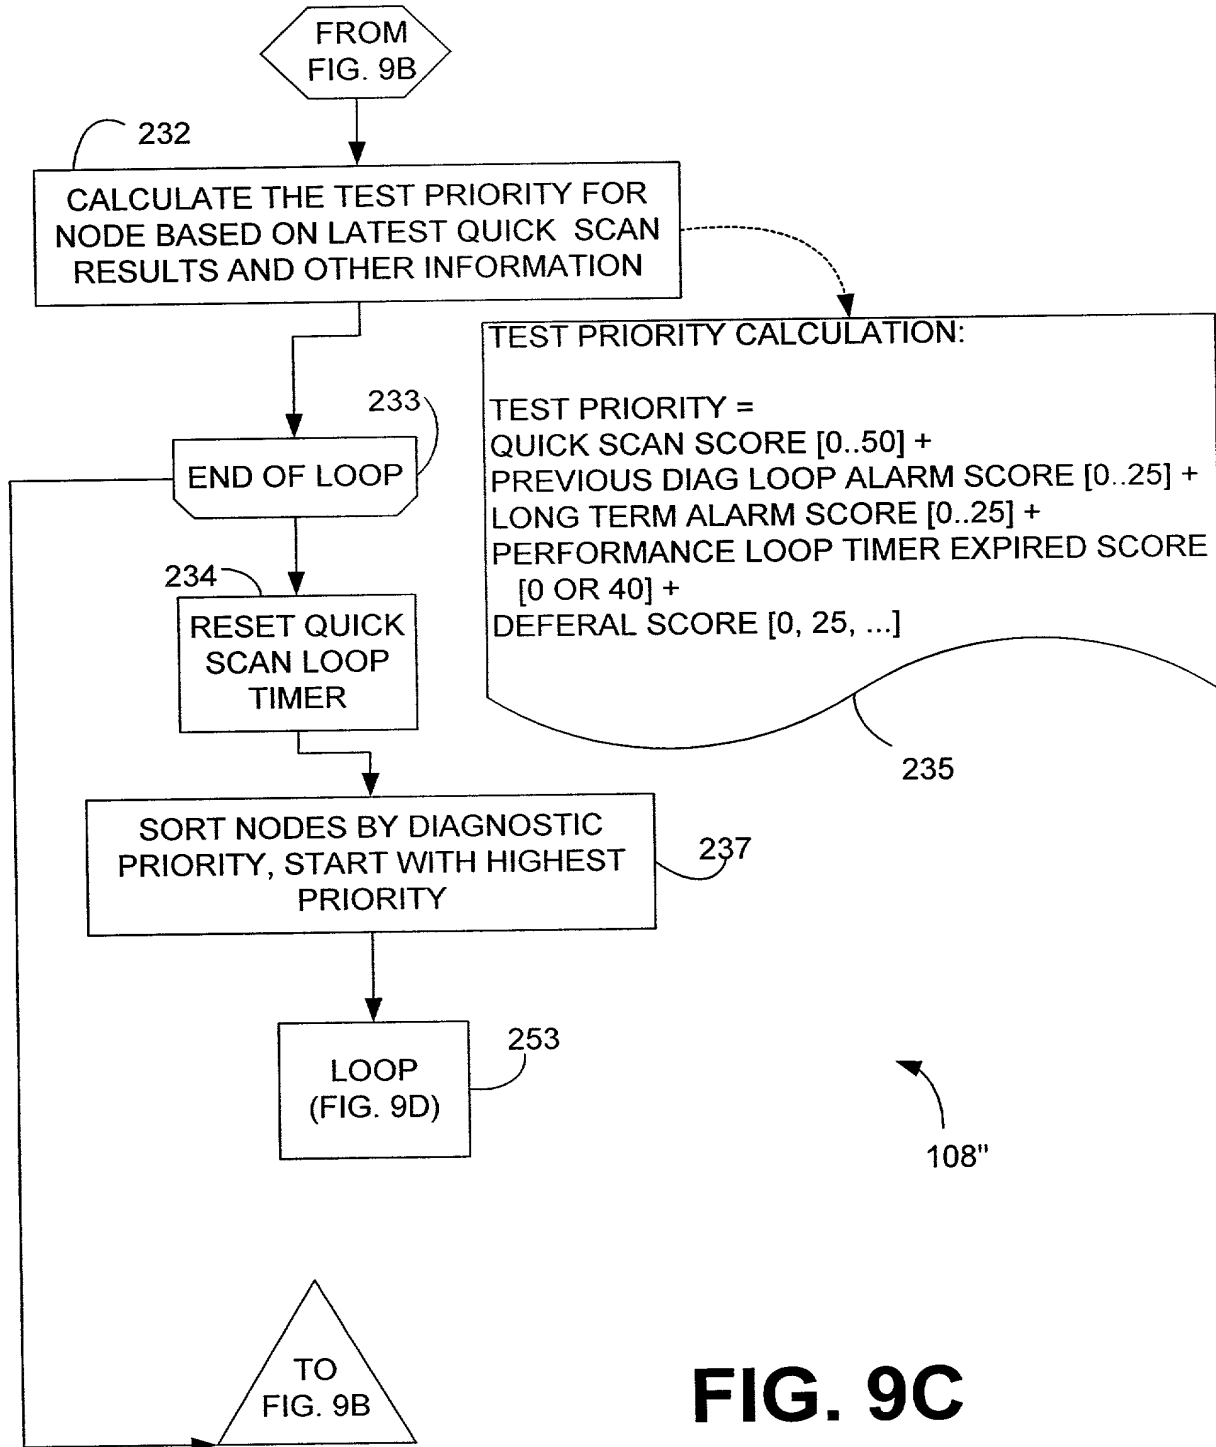 FROM
FIG. 9B
232
CALCULATE THE TEST PRIORITY FOR
NODE BASED ON LATEST QUICK SCAN
RESULTS AND OTHER INFORMATION
TEST PRIORITY CALCULATION:
TEST PRIORITY =
QUICK SCAN SCORE [0..50] +
PREVIOUS DIAG LOOP ALARM SCORE [0..25] +
LONG TERM ALARM SCORE [0..25] +
PERFORMANCE LOOP TIMER EXPIRED SCORE
[0 OR 40] +
DEFERAL SCORE [0, 25, ...]
235
233
END OF LOOP
234
RESET QUICK
SCAN LOOP
TIMER
SORT NODES BY DIAGNOSTIC
PRIORITY, START WITH HIGHEST
PRIORITY
237
LOOP
(FIG. 9D)
253
108"
TO
FIG. 9B
FIG. 9C